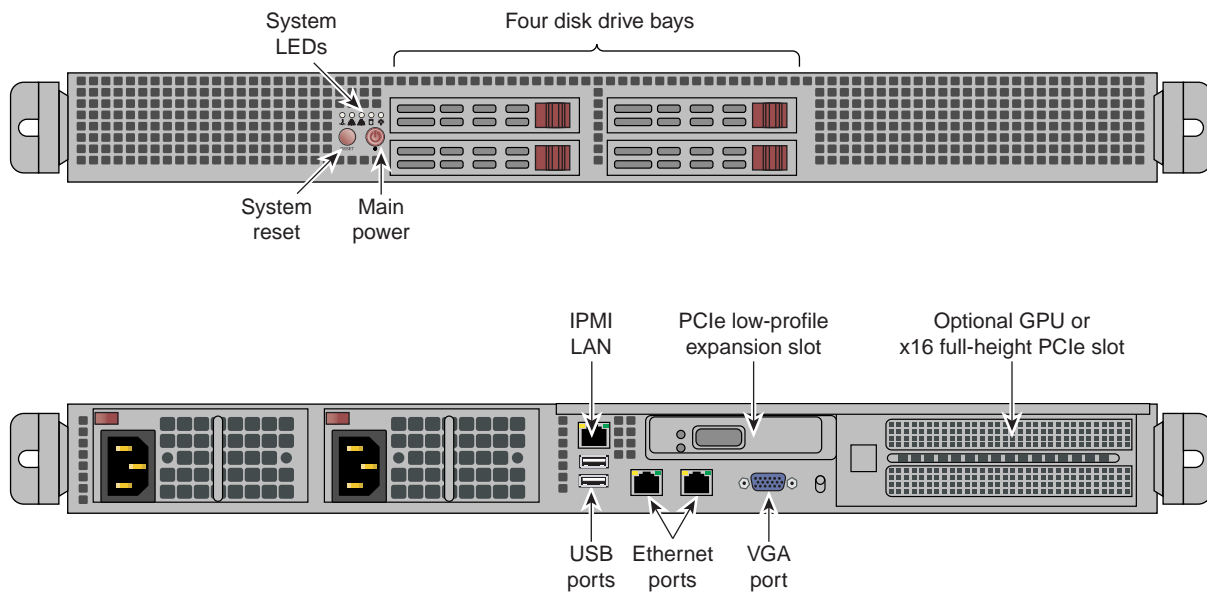 System
LEDs
Four disk drive bays
RESET
System
reset
Main
power
IPMI
LAN
PCIe low-profile
expansion slot
Optional GPU or
x16 full-height PCIe slot
USB
ports
Ethernet
ports
VGA
port